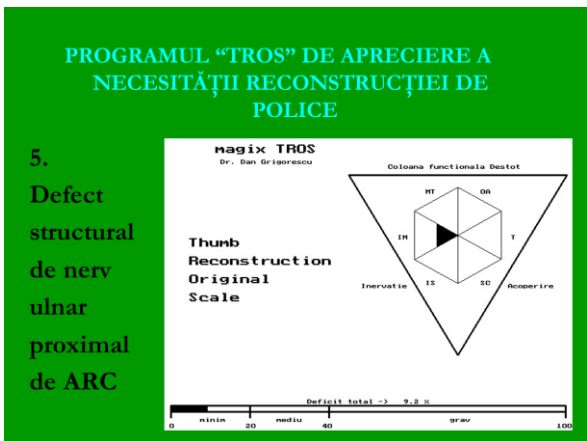 PROGRAMUL “TROS” DE APRECIERE A
NECESITĂȚII RECONSTRUCȚIEI DE
POLICE
5.
Defect
structural
de nerv
ulnar
proximal
de ARC
magix TROS
Dr. Dan Grigorescu
Thumb
Reconstruction
Original
Scale
Coloana functionala Destot
MT OA
IM T
IS SC
Inervatie Acoperire
Deficit total -> 9.2 %
minim mediu grav
0 20 40 100